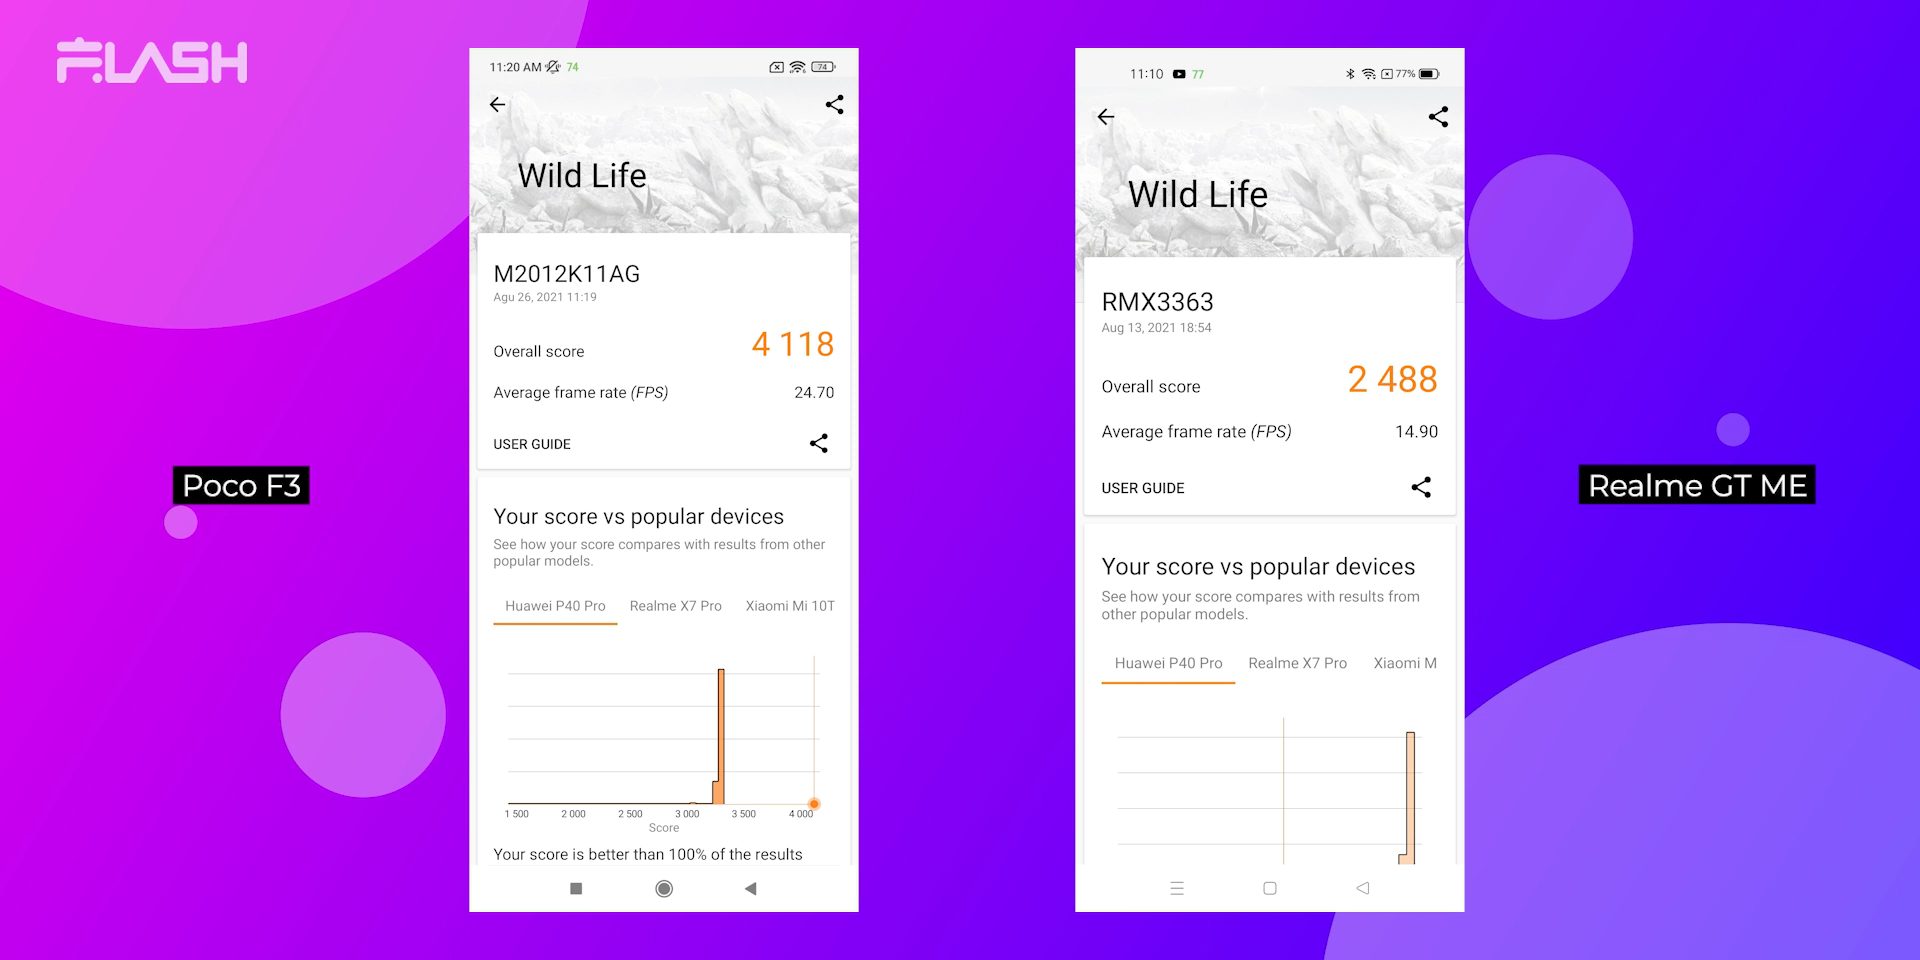 FLASH
11:20 AM 74
74
Wild Life
M2012K11AG
Agu 26, 2021 11:19
Overall score 4 118
Average frame rate (FPS) 24.70
USER GUIDE
Your score vs popular devices
See how your score compares with results from other
popular models.
Huawei P40 Pro Realme X7 Pro Xiaomi Mi 10T
1 500 2 000 2 500 3 000 3 500 4 000
Score
Your score is better than 100% of the results
Poco F3
11:10 77 77%
Wild Life
RMX3363
Aug 13, 2021 18:54
Overall score 2 488
Average frame rate (FPS) 14.90
USER GUIDE
Your score vs popular devices
See how your score compares with results from
other popular models.
Huawei P40 Pro Realme X7 Pro Xiaomi M
Realme GT ME